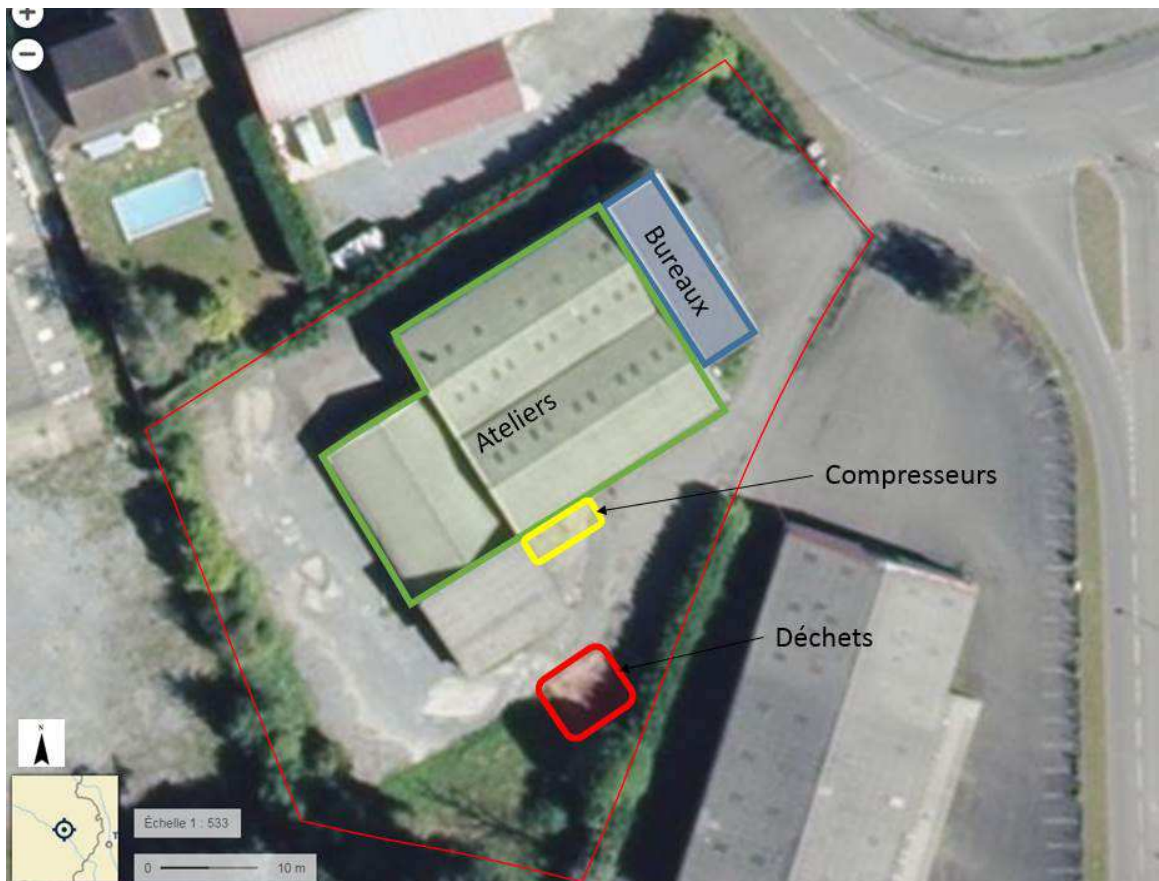 +
−
Bureaux
Ateliers
Compresseurs
Déchets
N
Échelle 1 : 533
0 10 m